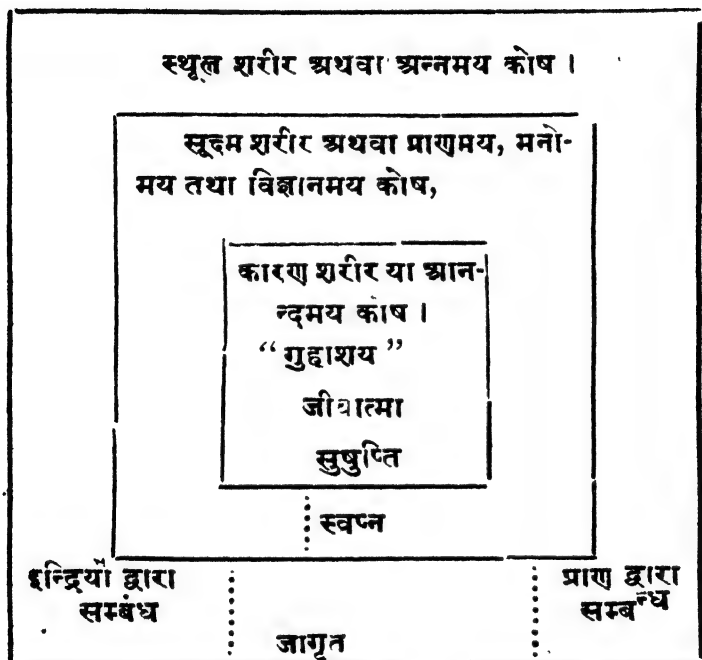 स्थूल शरीर अथवा अन्नमय कोष ।
सूक्ष्म शरीर अथवा प्राणमय, मनो-
मय तथा विज्ञानमय कोष,
कारण शरीर या आन-
न्दमय कोष ।
“गुहाशय”
जीवात्मा
सुषुप्ति
स्वप्न
इन्द्रियों द्वारा
सम्बंध
प्राण द्वारा
सम्बन्ध
जागृत